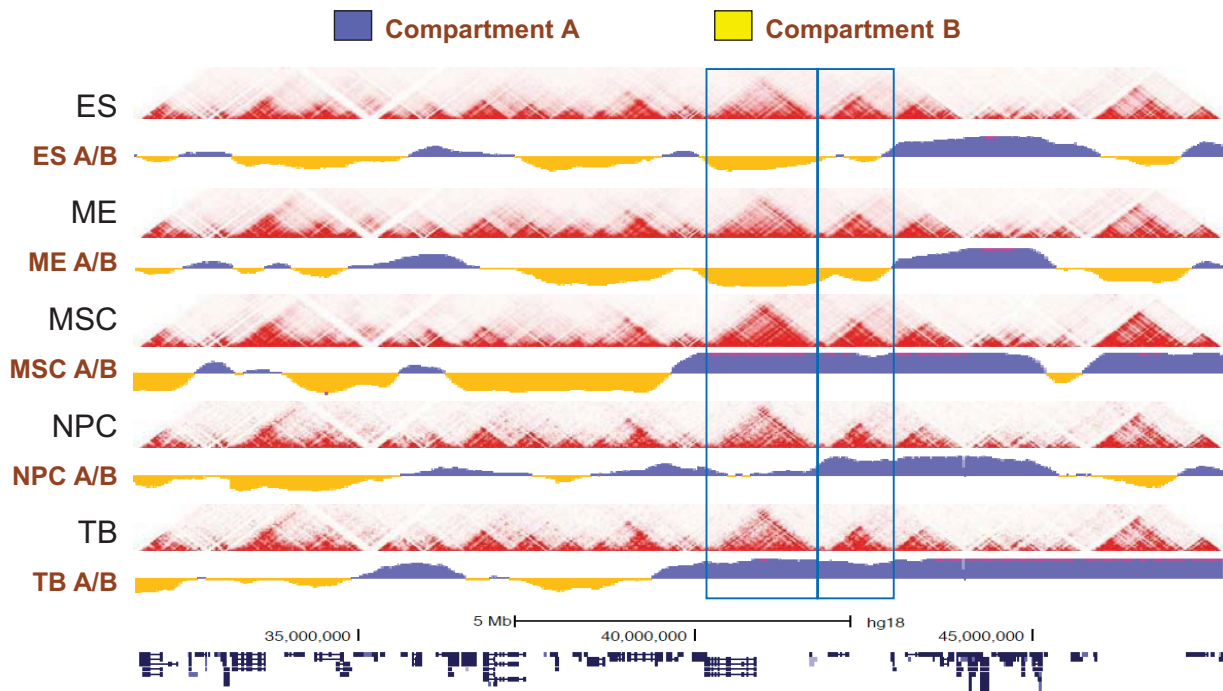 Compartment A Compartment B
ES
ES A/B
ME
ME A/B
MSC
MSC A/B
NPC
NPC A/B
TB
TB A/B
5 Mb hg18
35,000,000 40,000,000 45,000,000